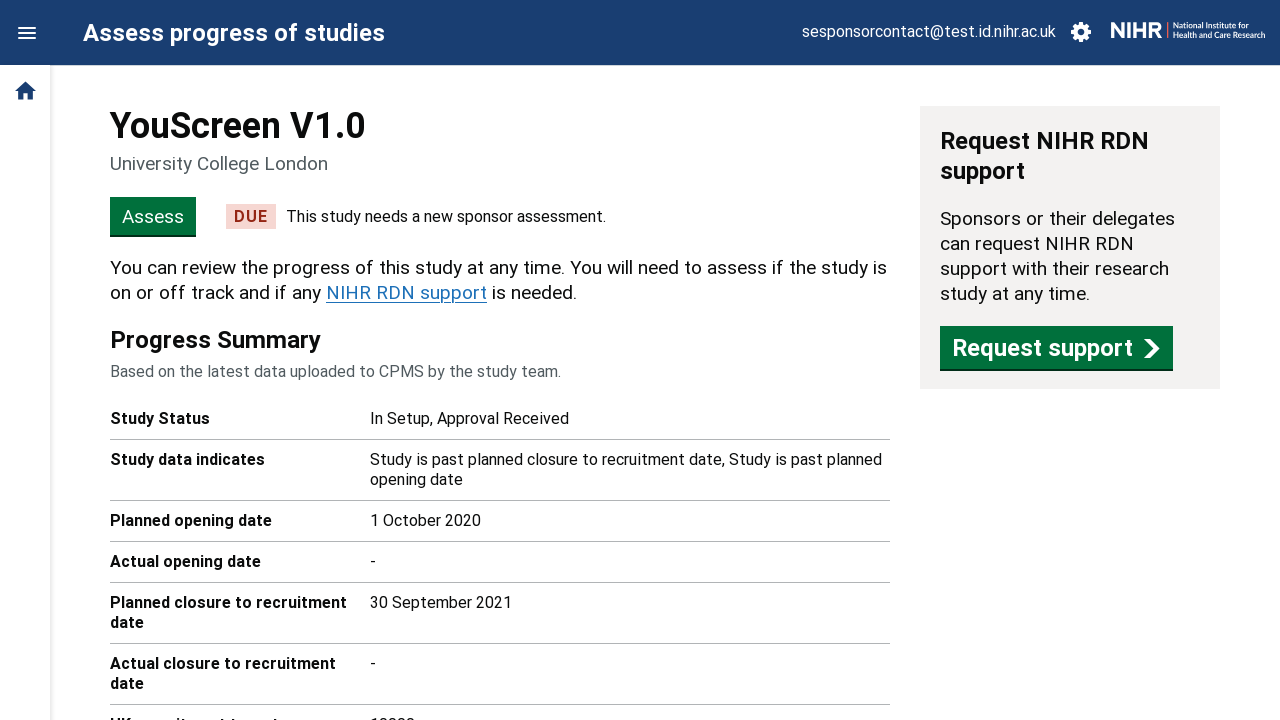 Assess progress of studies
sesponsorcontact@test.id.nihr.ac.uk
NIHR
National Institute for
Health and Care Research
YouScreen V1.0
University College London
Assess
DUE
This study needs a new sponsor assessment.
You can review the progress of this study at any time. You will need to assess if the study is
on or off track and if any NIHR RDN support is needed.
Progress Summary
Based on the latest data uploaded to CPMS by the study team.
Study Status
In Setup, Approval Received
Study data indicates
Study is past planned closure to recruitment date, Study is past planned
opening date
Planned opening date
1 October 2020
Actual opening date
-
Planned closure to recruitment
date
30 September 2021
Actual closure to recruitment
date
-
Request NIHR RDN
support
Sponsors or their delegates
can request NIHR RDN
support with their research
study at any time.
Request support